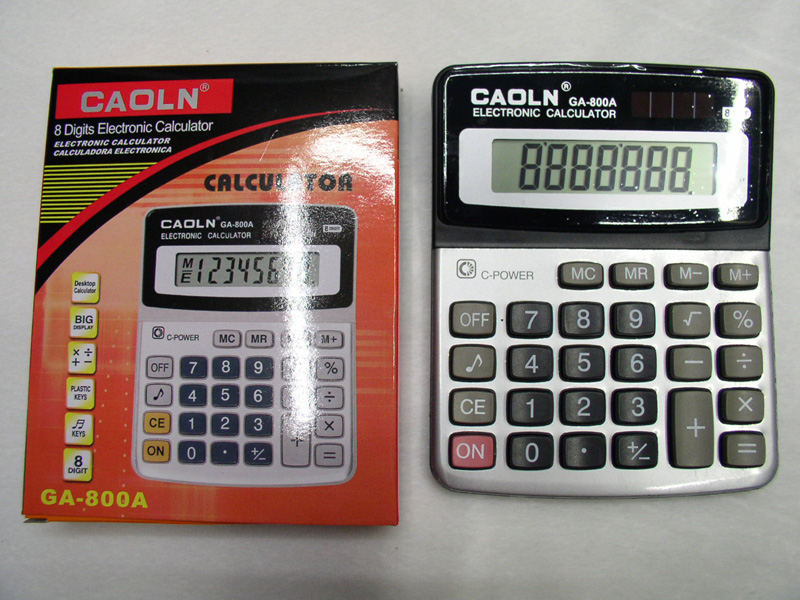 CAOLN®
8 Digits Electronic Calculator
ELECTRONIC CALCULATOR
CALCULADORA ELECTRONICA
CALCULATOR
CAOLN® GA-800A
ELECTRONIC CALCULATOR
8 DIGIT
M
E
123456
C-POWER
MC MR M+
OFF 7 8 9 %
♪ 4 5 6 ÷
CE 1 2 3 ×
ON 0 · +/− + =
Desktop
Calculator
BIG
DISPLAY
× ÷
+ −
PLASTIC
KEYS
♬
KEYS
8
DIGIT
GA-800A
CAOLN® GA-800A
ELECTRONIC CALCULATOR
8888888
C-POWER
MC MR M− M+
OFF 7 8 9 √ %
♪ 4 5 6 − ÷
CE 1 2 3 + ×
ON 0 · +/− =